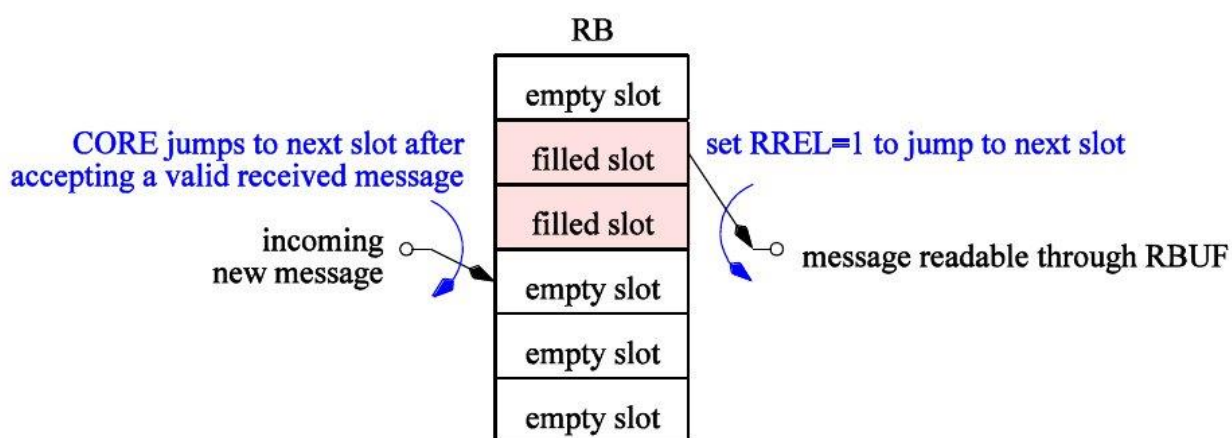 RB
empty slot
CORE jumps to next slot after
accepting a valid received message
filled slot
set RREL=1 to jump to next slot
filled slot
incoming
new message
message readable through RBUF
empty slot
empty slot
empty slot